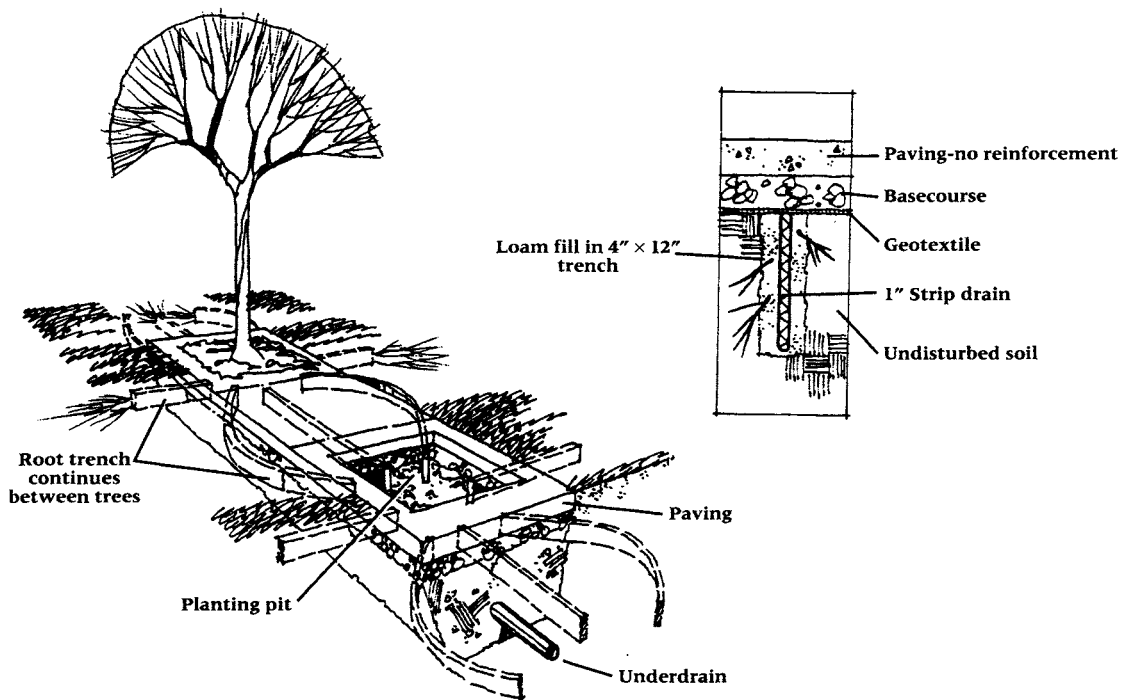 Paving-no reinforcement
Basecourse
Geotextile
Loam fill in 4″ × 12″
trench
1″ Strip drain
Undisturbed soil
Root trench
continues
between trees
Paving
Planting pit
Underdrain